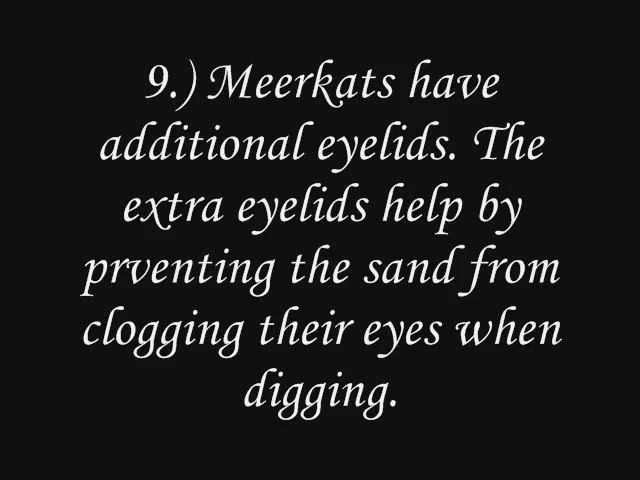 9.) Meerkats have
additional eyelids. The
extra eyelids help by
prventing the sand from
clogging their eyes when
digging.